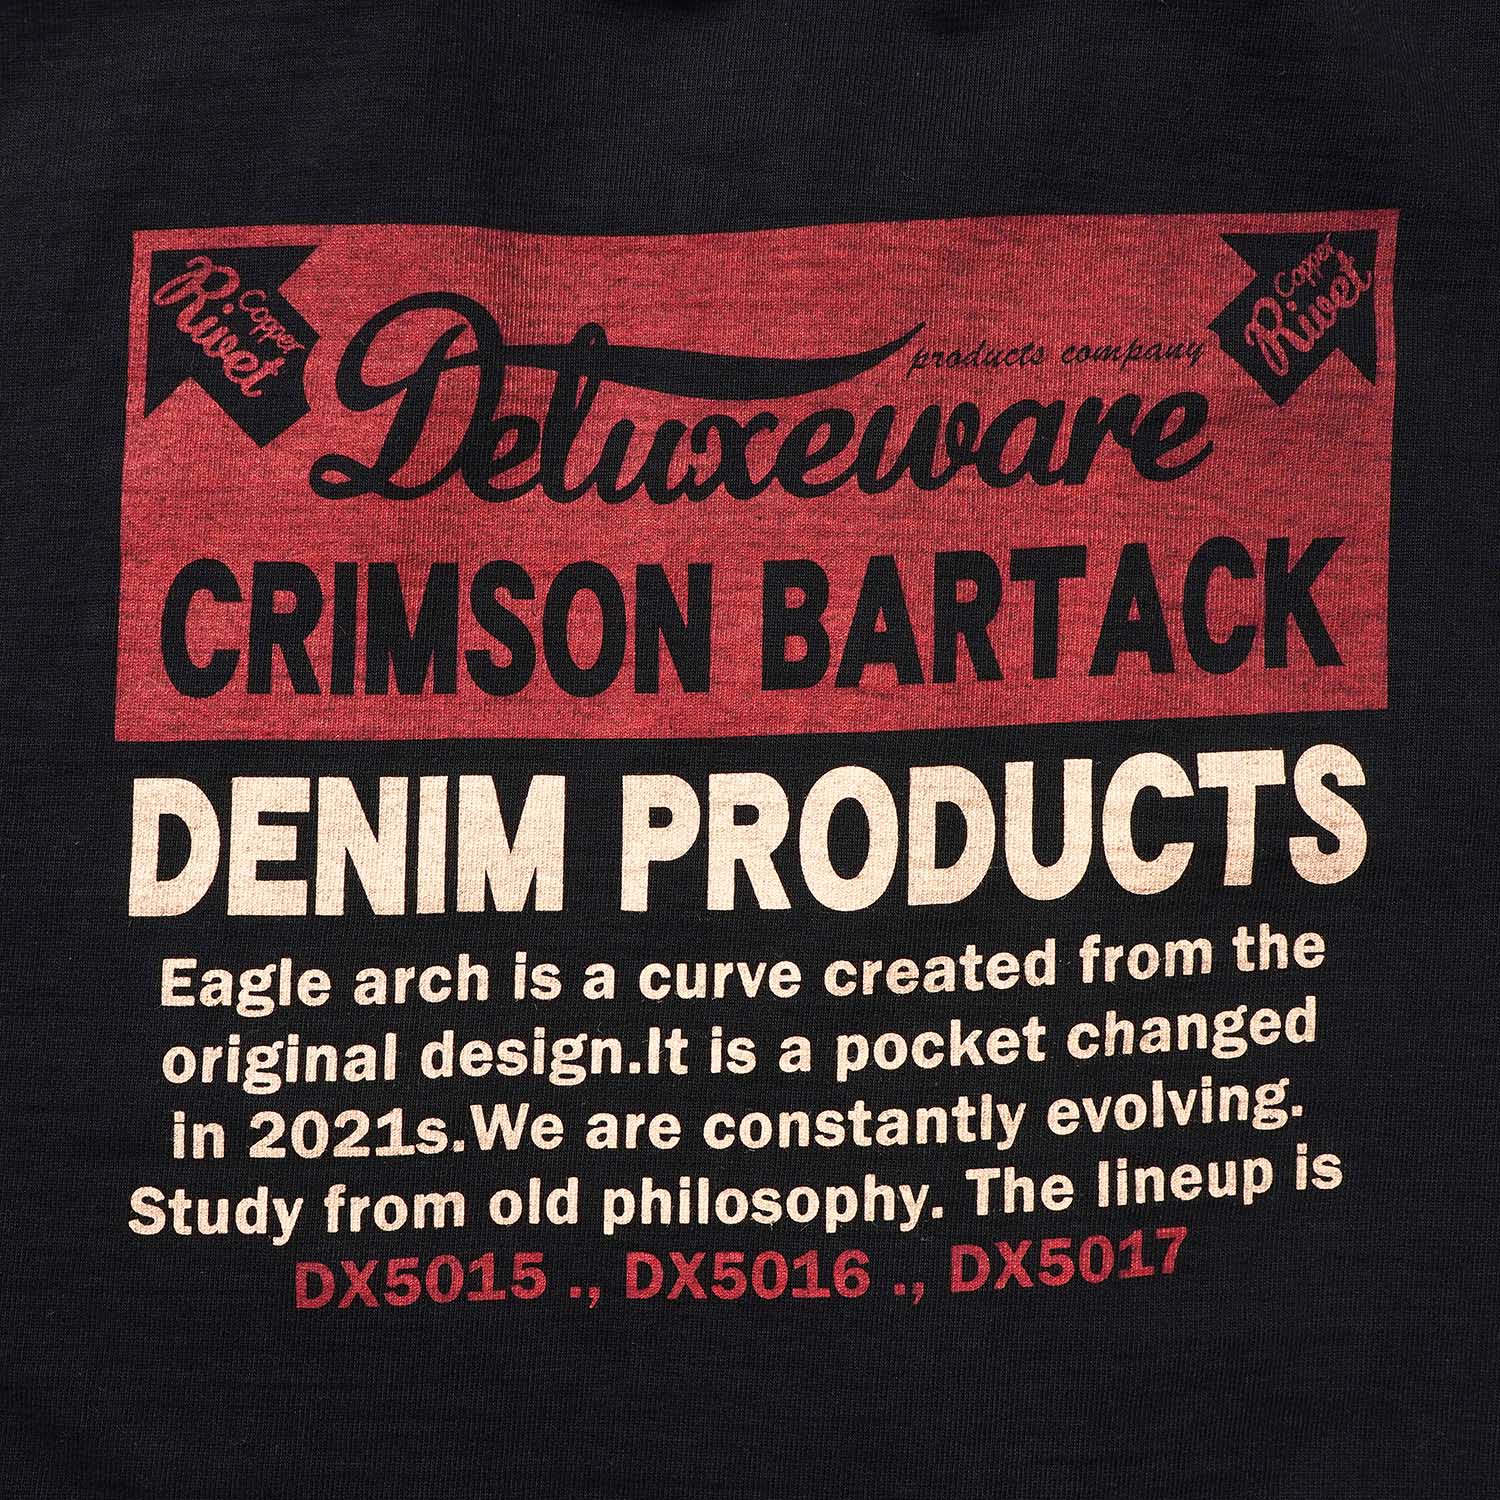 Copper
Rivet
Deluxeware
products company
Copper
Rivet
CRIMSON BARTACK
DENIM PRODUCTS
Eagle arch is a curve created from the
original design.It is a pocket changed
in 2021s.We are constantly evolving.
Study from old philosophy. The lineup is
DX5015 ., DX5016 ., DX5017